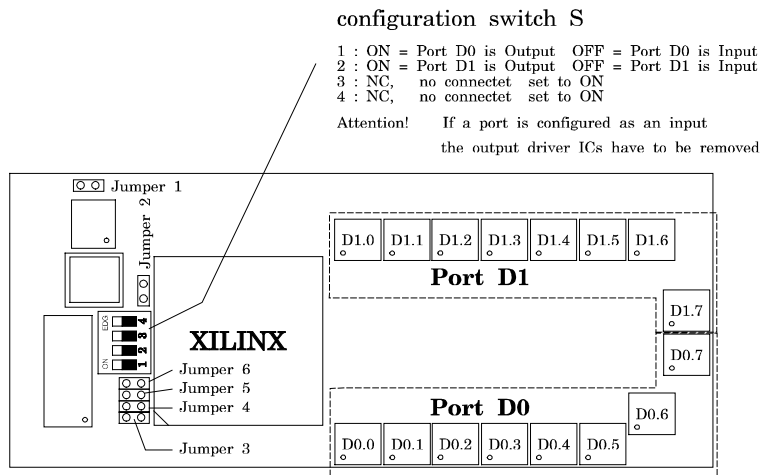 configuration switch S
1 : ON = Port D0 is Output OFF = Port D0 is Input
2 : ON = Port D1 is Output OFF = Port D1 is Input
3 : NC, no connectet set to ON
4 : NC, no connectet set to ON
Attention! If a port is configured as an input
the output driver ICs have to be removed
Jumper 1
Jumper 2
D1.0 D1.1 D1.2 D1.3 D1.4 D1.5 D1.6
Port D1
D1.7
EDG
4
3
2
1
ON
XILINX
D0.7
Jumper 6
Jumper 5
Jumper 4
Jumper 3
Port D0
D0.6
D0.0 D0.1 D0.2 D0.3 D0.4 D0.5